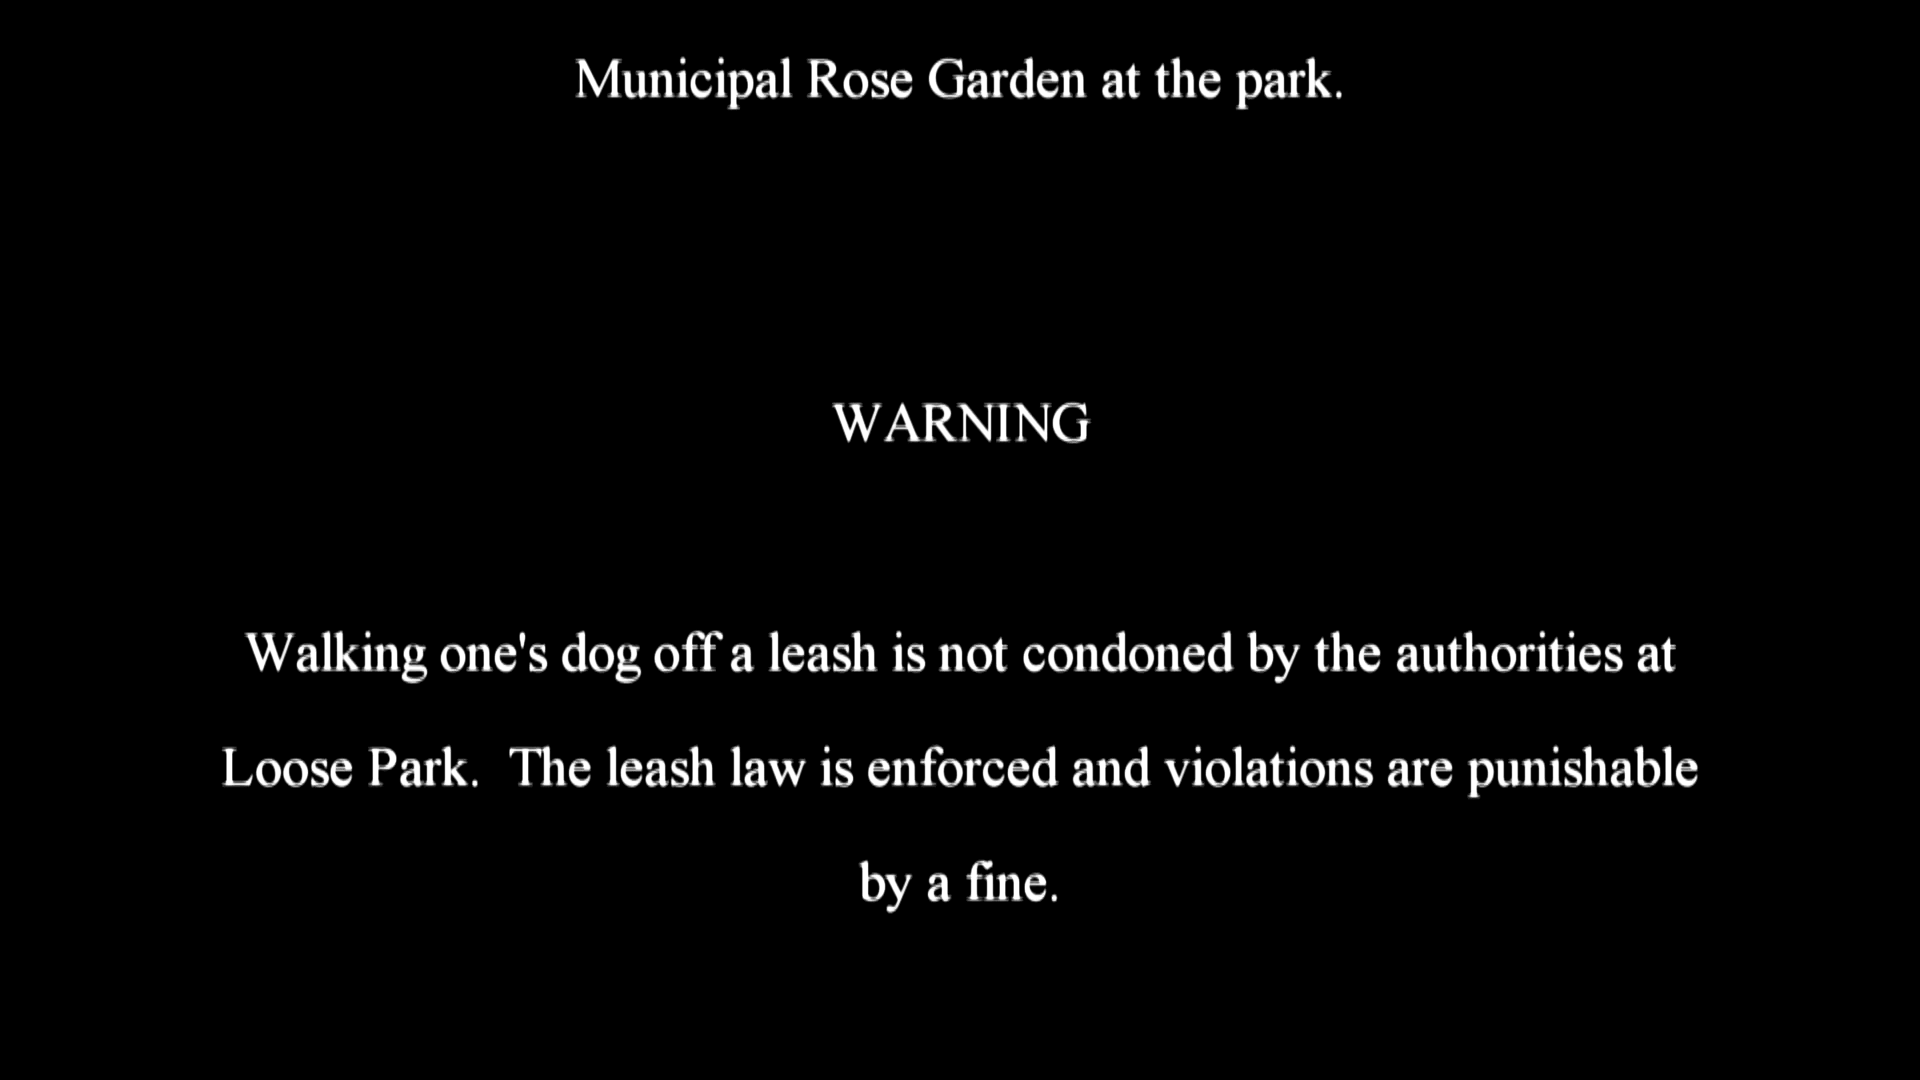 Municipal Rose Garden at the park.
WARNING
Walking one's dog off a leash is not condoned by the authorities at
Loose Park.  The leash law is enforced and violations are punishable
by a fine.